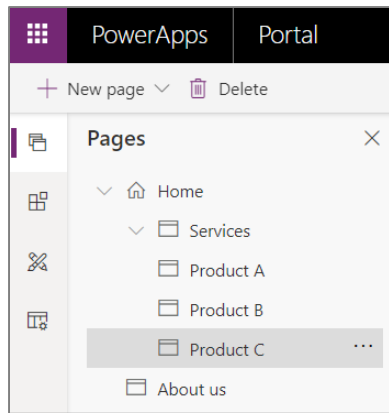 PowerApps Portal
New page Delete
Pages
Home
Services
Product A
Product B
Product C
About us